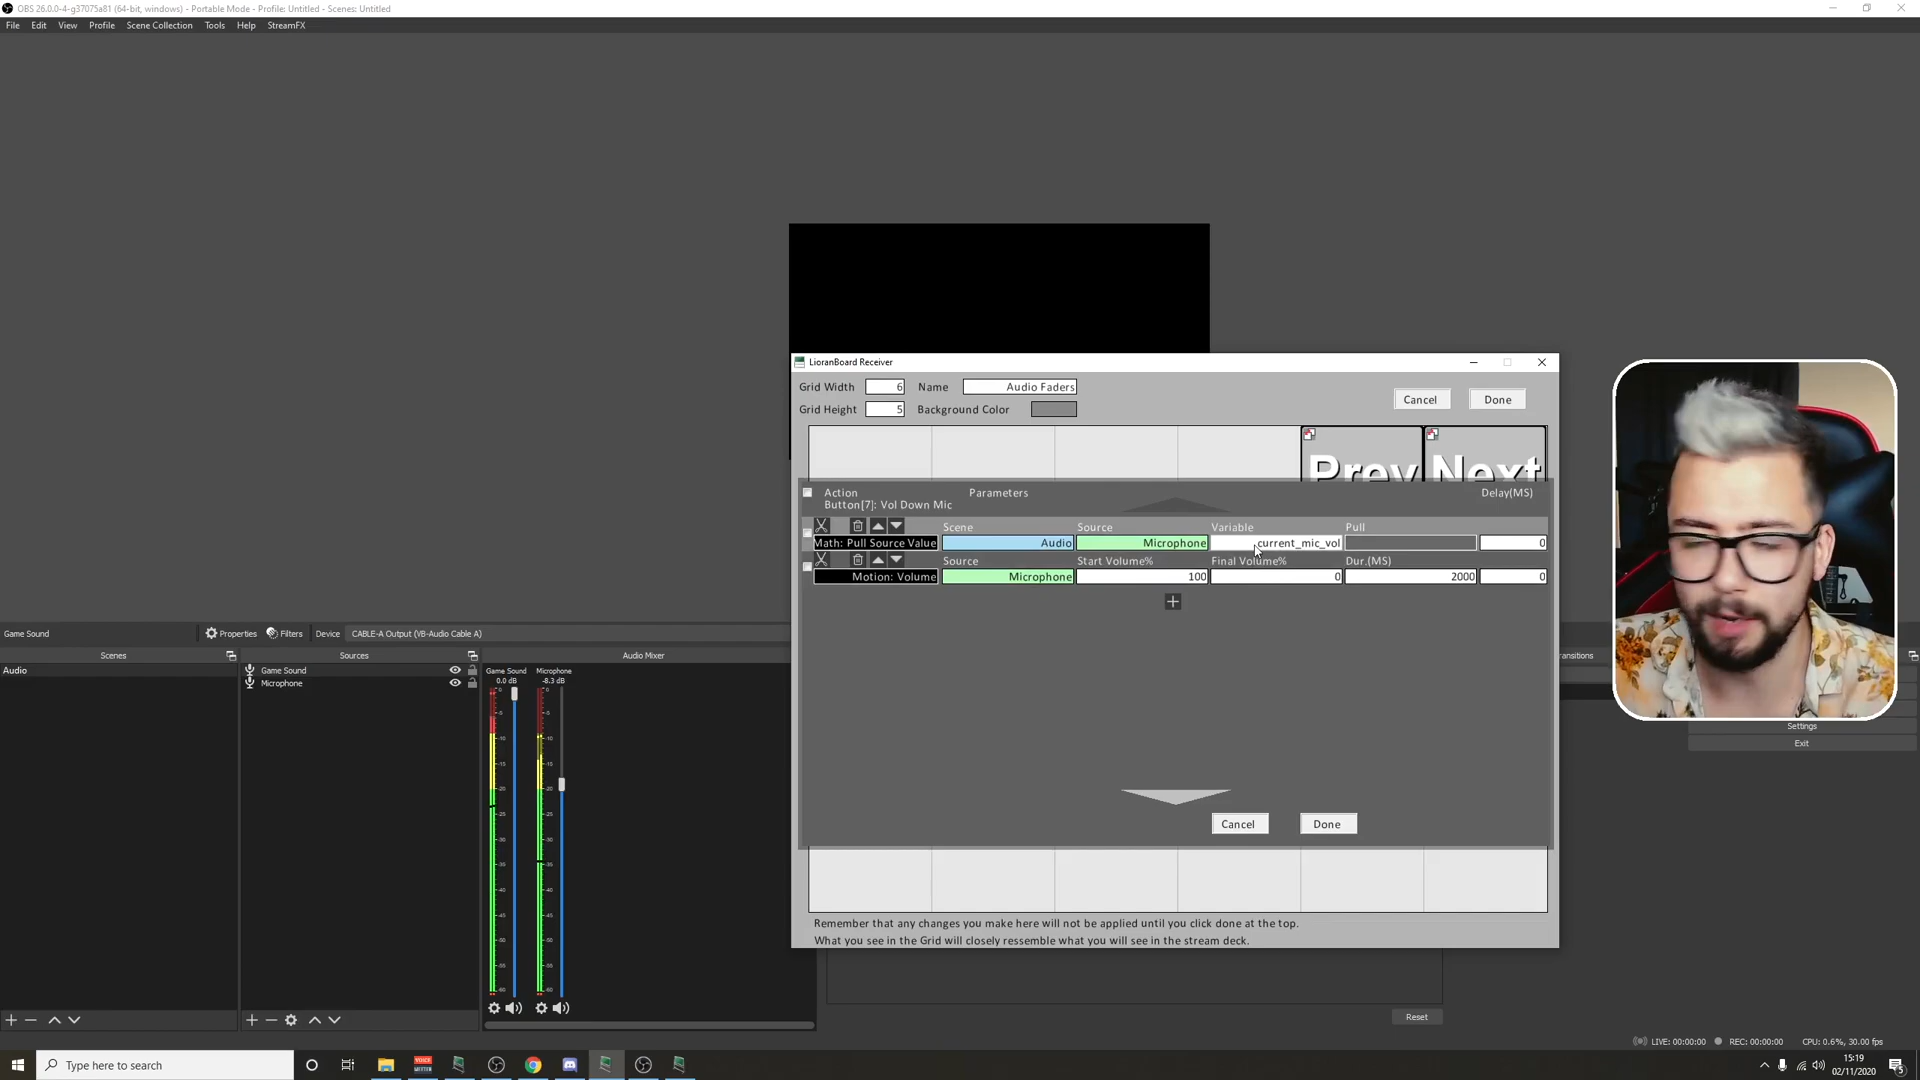 OBS 26.0.0-4-g37075a81 (64-bit, windows) - Portable Mode - Profile: Untitled - Scenes: Untitled
File Edit View Profile Scene Collection Tools Help StreamFX
LioranBoard Receiver
Grid Width 6 Name Audio Faders
Cancel Done
Grid Height 5 Background Color
Prev Next
Action Parameters Delay(MS)
Button[7]: Vol Down Mic
Scene Source Variable Pull
Math: Pull Source Value Audio Microphone current_mic_vol 0
Source Start Volume% Final Volume% Dur.(MS)
Motion: Volume Microphone 100 0 2000 0
Cancel Done
Remember that any changes you make here will not be applied until you click done at the top.
What you see in the Grid will closely ressemble what you will see in the stream deck.
Game Sound Properties Filters Device CABLE-A Output (VB-Audio Cable A)
Scenes Sources Audio Mixer ransitions
Audio
Game Sound
Microphone
Game Sound Microphone
0.0 dB -8.3 dB
Settings
Exit
Reset
LIVE: 00:00:00 REC: 00:00:00 CPU: 0.6%, 30.00 fps
Type here to search
15:19
02/11/2020